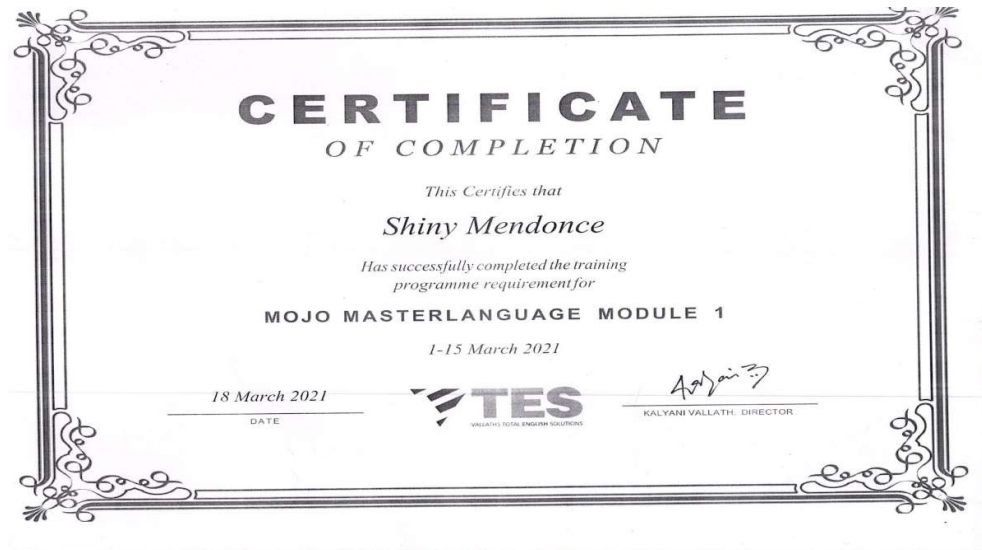 CERTIFICATE
OF COMPLETION
This Certifies that
Shiny Mendonce
Has successfully completed the training
programme requirement for
MOJO MASTERLANGUAGE MODULE 1
1-15 March 2021
18 March 2021
DATE
TES
VALLATHS TOTAL ENGLISH SOLUTIONS
KALYANI VALLATH, DIRECTOR